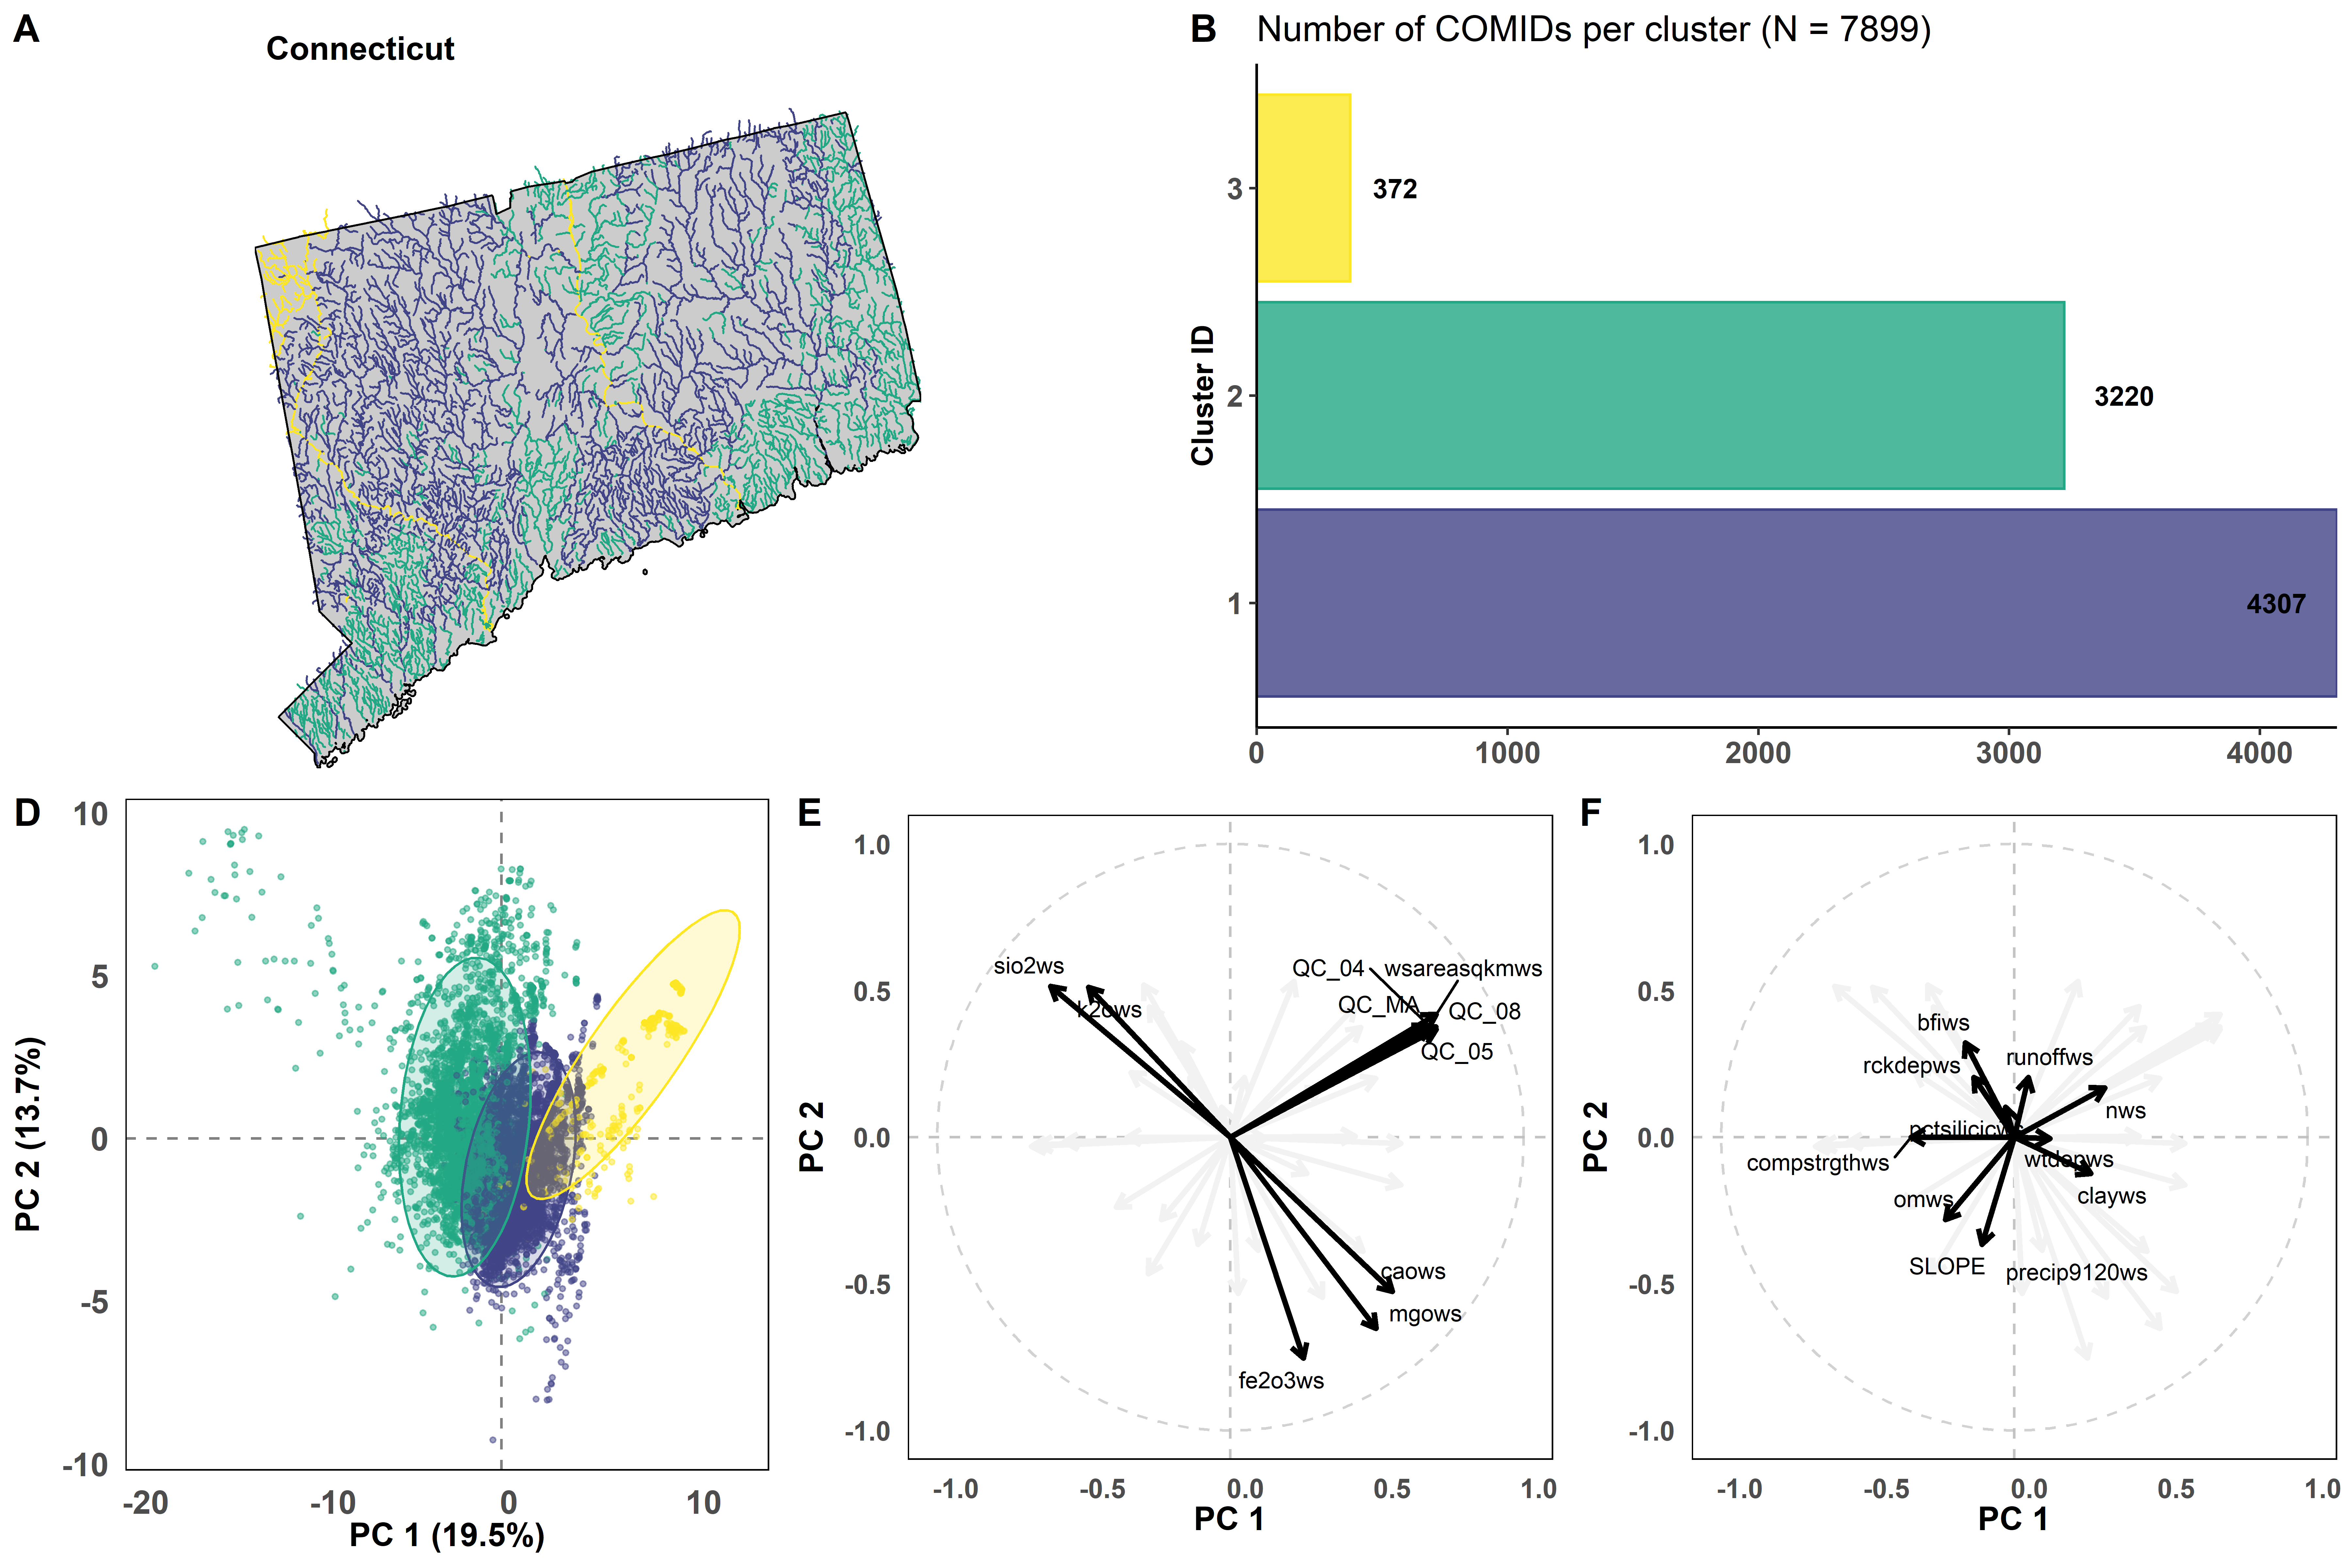 A
Connecticut
B
Number of COMIDs per cluster (N = 7899)
Cluster ID
3
372
2
3220
1
4307
0 1000 2000 3000 4000
D
PC 2 (13.7%)
10
5
0
-5
-10
-20 -10 0 10
PC 1 (19.5%)
E
PC 2
1.0
0.5
0.0
-0.5
-1.0
sio2ws
k2ows
QC_04
wsareasqkmws
QC_MA
QC_08
QC_05
caows
mgows
fe2o3ws
-1.0 -0.5 0.0 0.5 1.0
PC 1
F
PC 2
1.0
0.5
0.0
-0.5
-1.0
bfiws
rckdepws
runoffws
nws
pctsilicicws
compstrgthws
wtdepws
omws
clayws
SLOPE
precip9120ws
-1.0 -0.5 0.0 0.5 1.0
PC 1